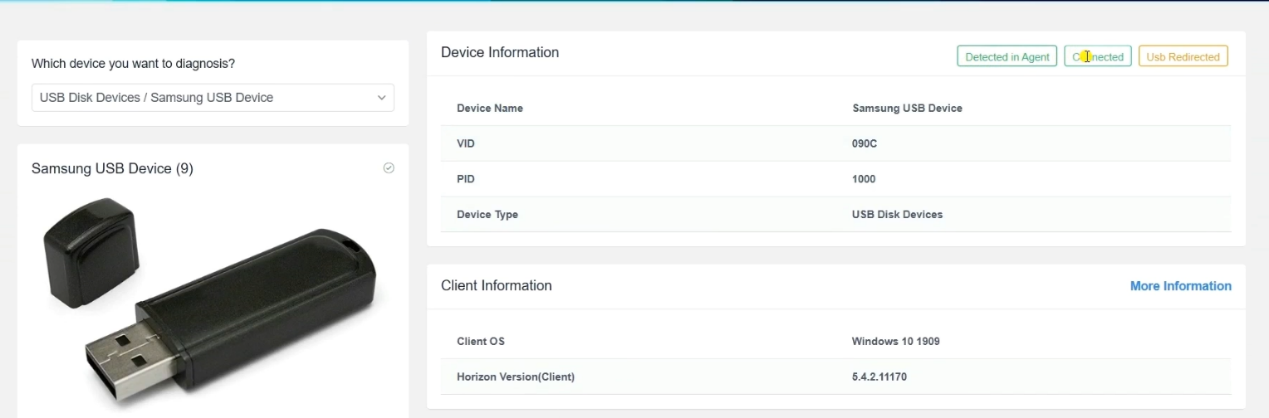 Which device you want to diagnosis?
USB Disk Devices / Samsung USB Device
Samsung USB Device (9)
Device Information
Detected in Agent
Usb Redirected
Device Name Samsung USB Device
VID 090C
PID 1000
Device Type USB Disk Devices
Client Information
More Information
Client OS Windows 10 1909
Horizon Version(Client) 5.4.2.11170